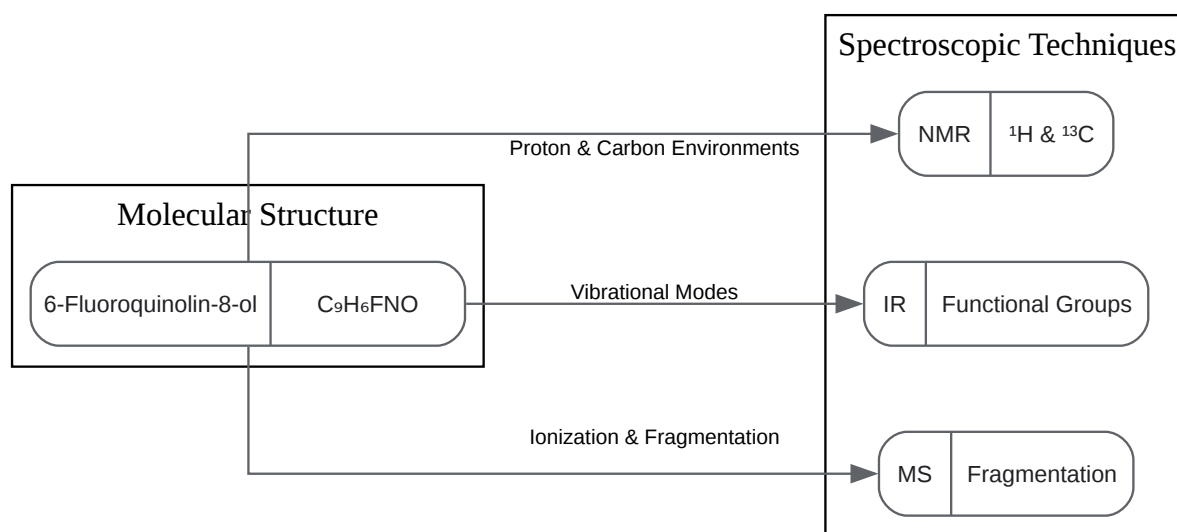 Spectroscopic Techniques
NMR
¹H & ¹³C
Proton & Carbon Environments
Molecular Structure
6-Fluoroquinolin-8-ol
C₉H₆FNO
Vibrational Modes
IR
Functional Groups
Ionization & Fragmentation
MS
Fragmentation